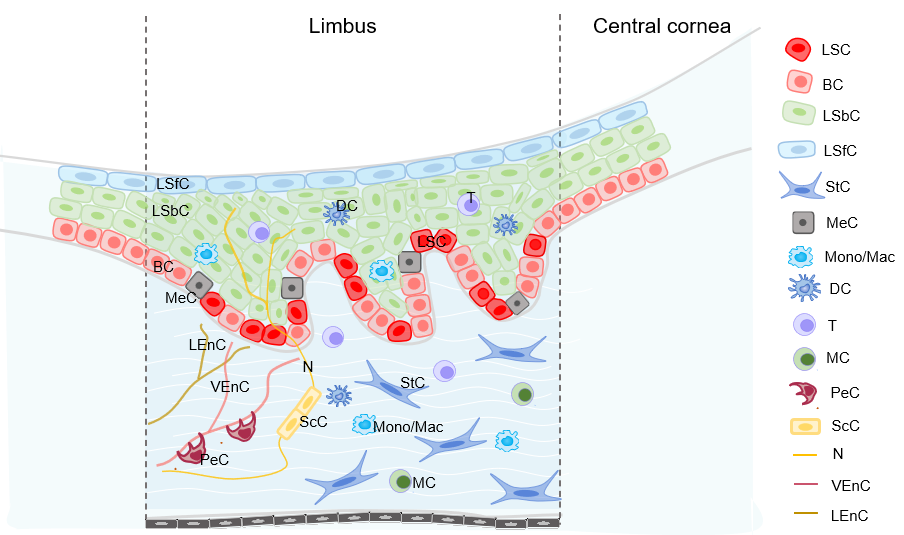 Limbus
Central cornea
LSfC
LSbC
DC
T
LSC
BC
MeC
LEnC
VEnC
N
StC
ScC
Mono/Mac
PeC
MC
LSC
BC
LSbC
LSfC
StC
MeC
Mono/Mac
DC
T
MC
PeC
ScC
N
VEnC
LEnC